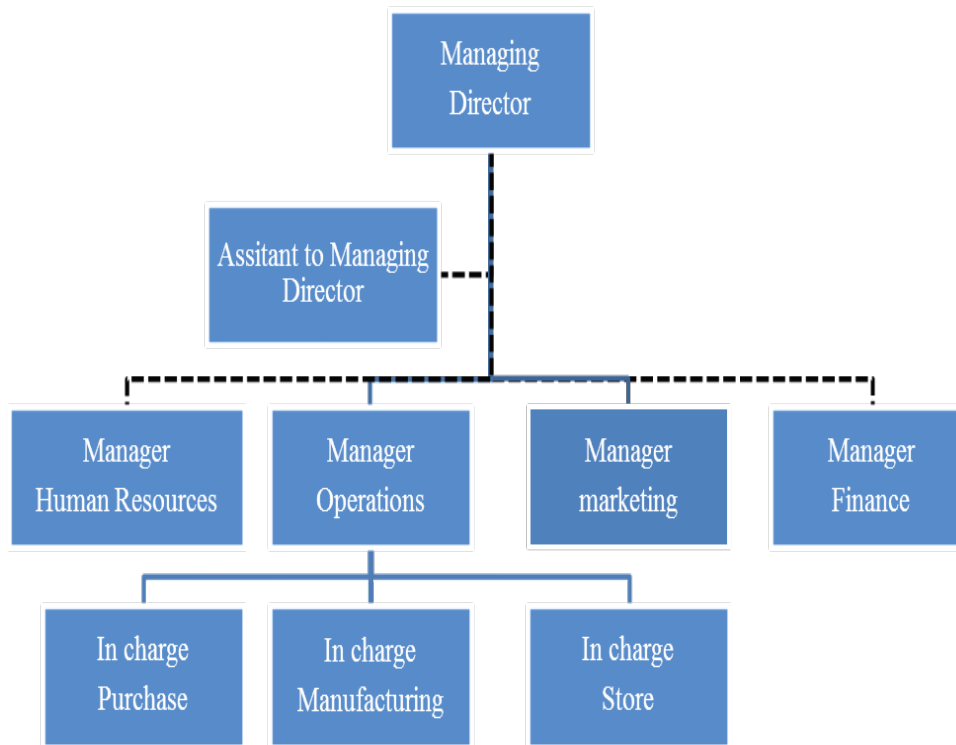 Managing
Director
Assitant to Managing
Director
Manager
Human Resources
Manager
Operations
Manager
marketing
Manager
Finance
In charge
Purchase
In charge
Manufacturing
In charge
Store